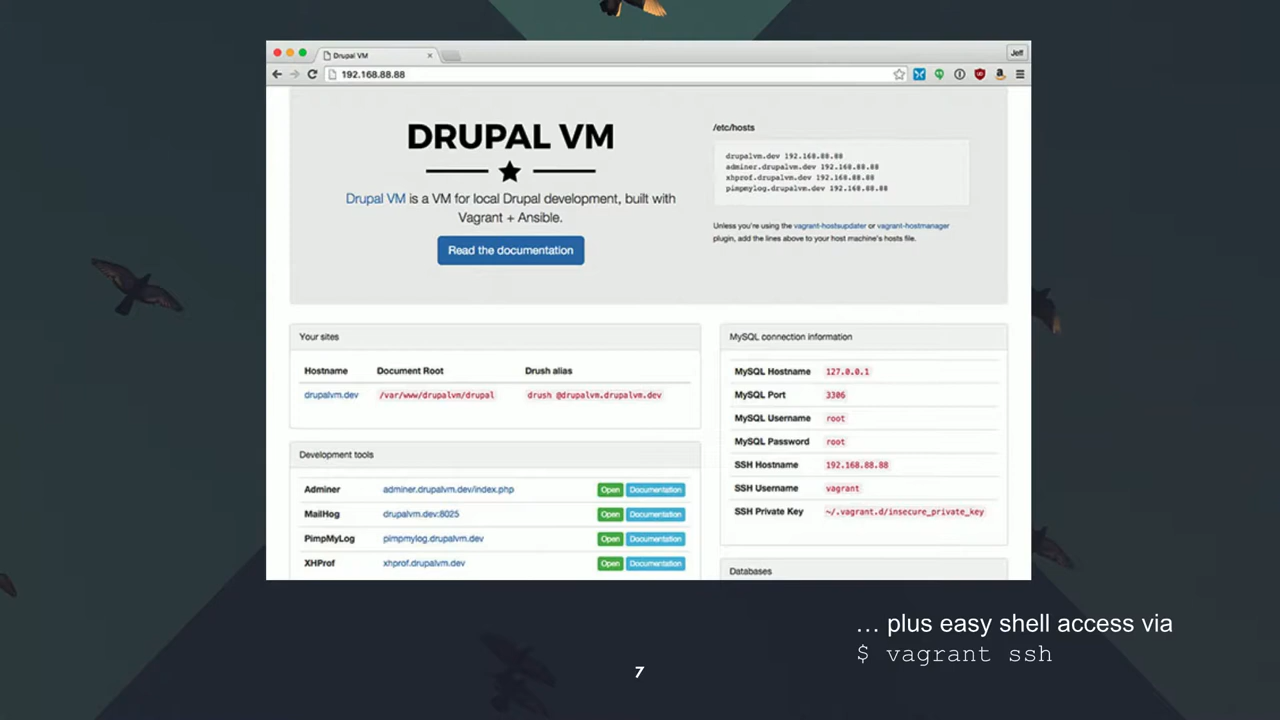 Drupal VM
Jeff
192.168.88.88
DRUPAL VM
Drupal VM is a VM for local Drupal development, built with
Vagrant + Ansible.
Read the documentation
/etc/hosts
drupalvm.dev 192.168.88.88
adminer.drupalvm.dev 192.168.88.88
xhprof.drupalvm.dev 192.168.88.88
pimpmylog.drupalvm.dev 192.168.88.88
Unless you're using the vagrant-hostsupdater or vagrant-hostmanager
plugin, add the lines above to your host machine's hosts file.
Your sites
Hostname Document Root Drush alias
drupalvm.dev /var/www/drupalvm/drupal drush @drupalvm.drupalvm.dev
Development tools
Adminer adminer.drupalvm.dev/index.php Open Documentation
MailHog drupalvm.dev:8025 Open Documentation
PimpMyLog pimpmylog.drupalvm.dev Open Documentation
XHProf xhprof.drupalvm.dev Open Documentation
MySQL connection information
MySQL Hostname 127.0.0.1
MySQL Port 3306
MySQL Username root
MySQL Password root
SSH Hostname 192.168.88.88
SSH Username vagrant
SSH Private Key ~/.vagrant.d/insecure_private_key
Databases
… plus easy shell access via
$ vagrant ssh
7